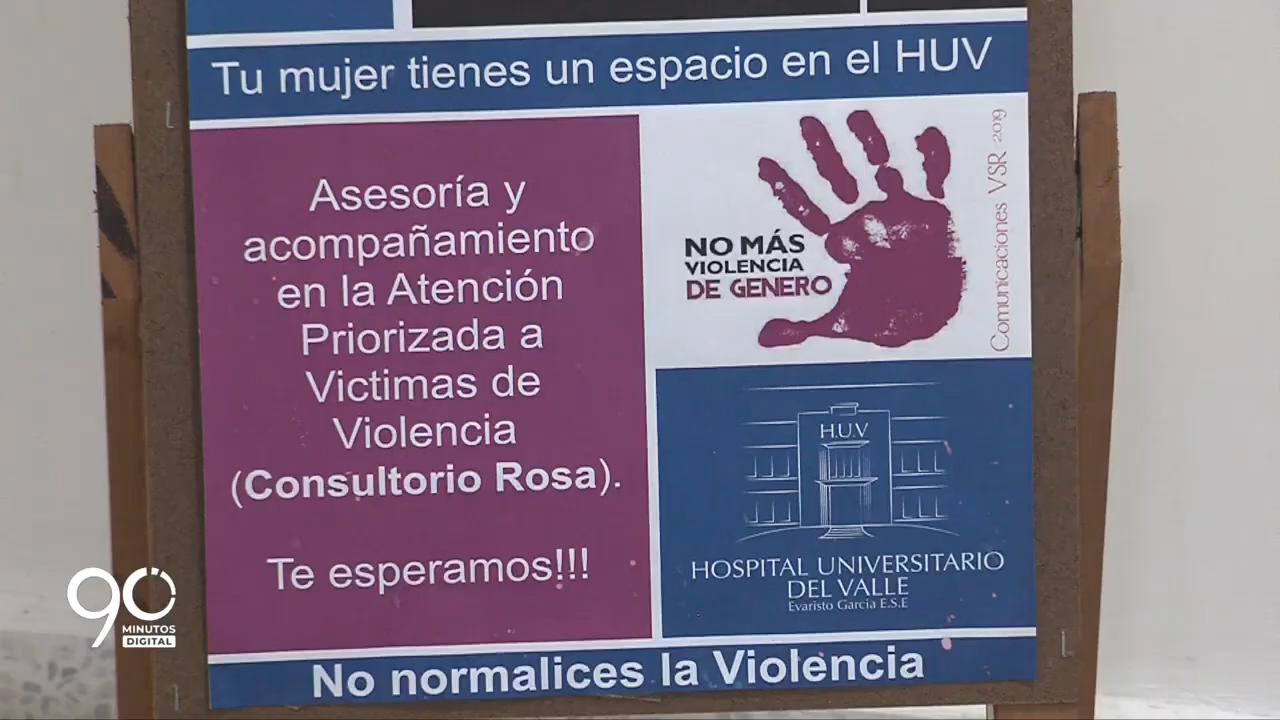 Tu mujer tienes un espacio en el HUV
Asesoría y
acompañamiento
en la Atención
Priorizada a
Victimas de
Violencia
(Consultorio Rosa).
Te esperamos!!!
NO MÁS
VIOLENCIA
DE GENERO
Comunicaciones VSR 2019
H.U.V
HOSPITAL UNIVERSITARIO
DEL VALLE
Evaristo Garcia E.S.E
No normalices la Violencia
90
MINUTOS
DIGITAL